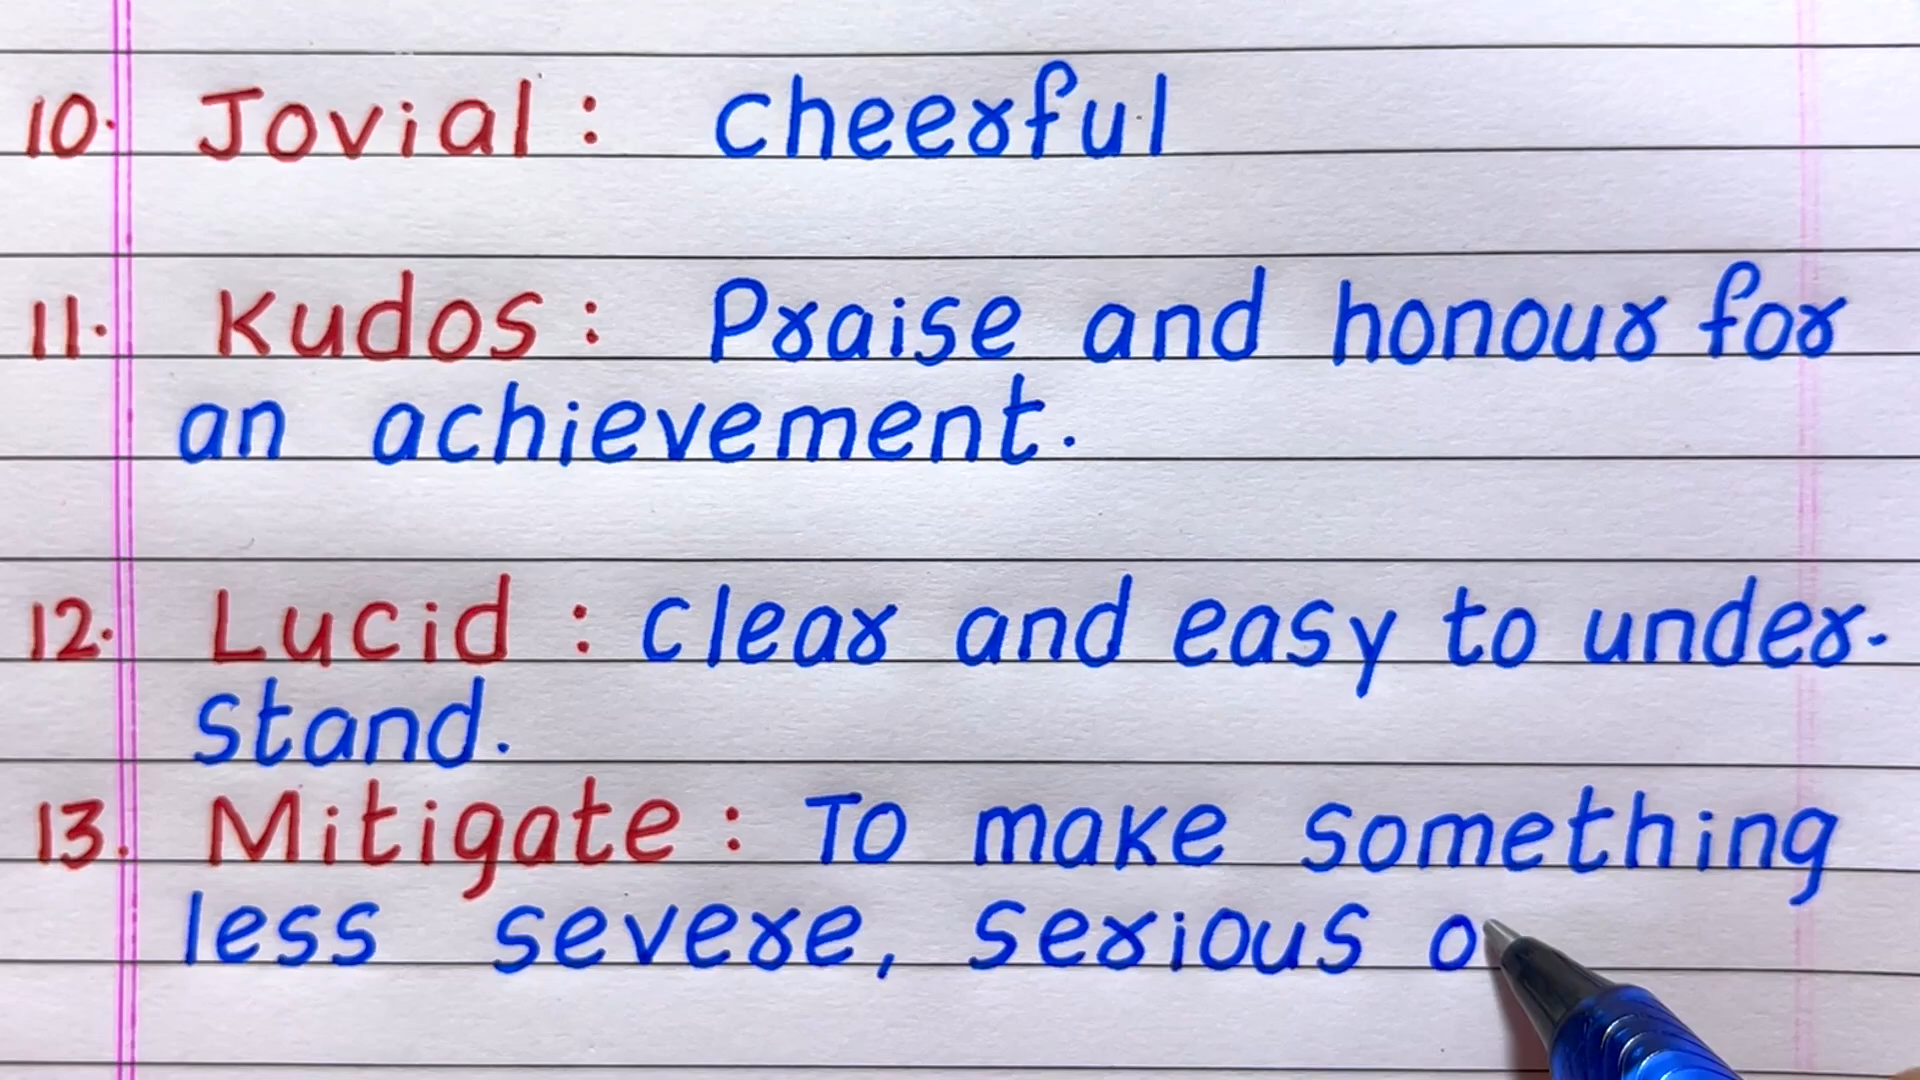 10. Jovial : cheerful
11. Kudos : Praise and honour for
an achievement.
12. Lucid : clear and easy to under-
stand.
13. Mitigate : To make something
less severe, serious o